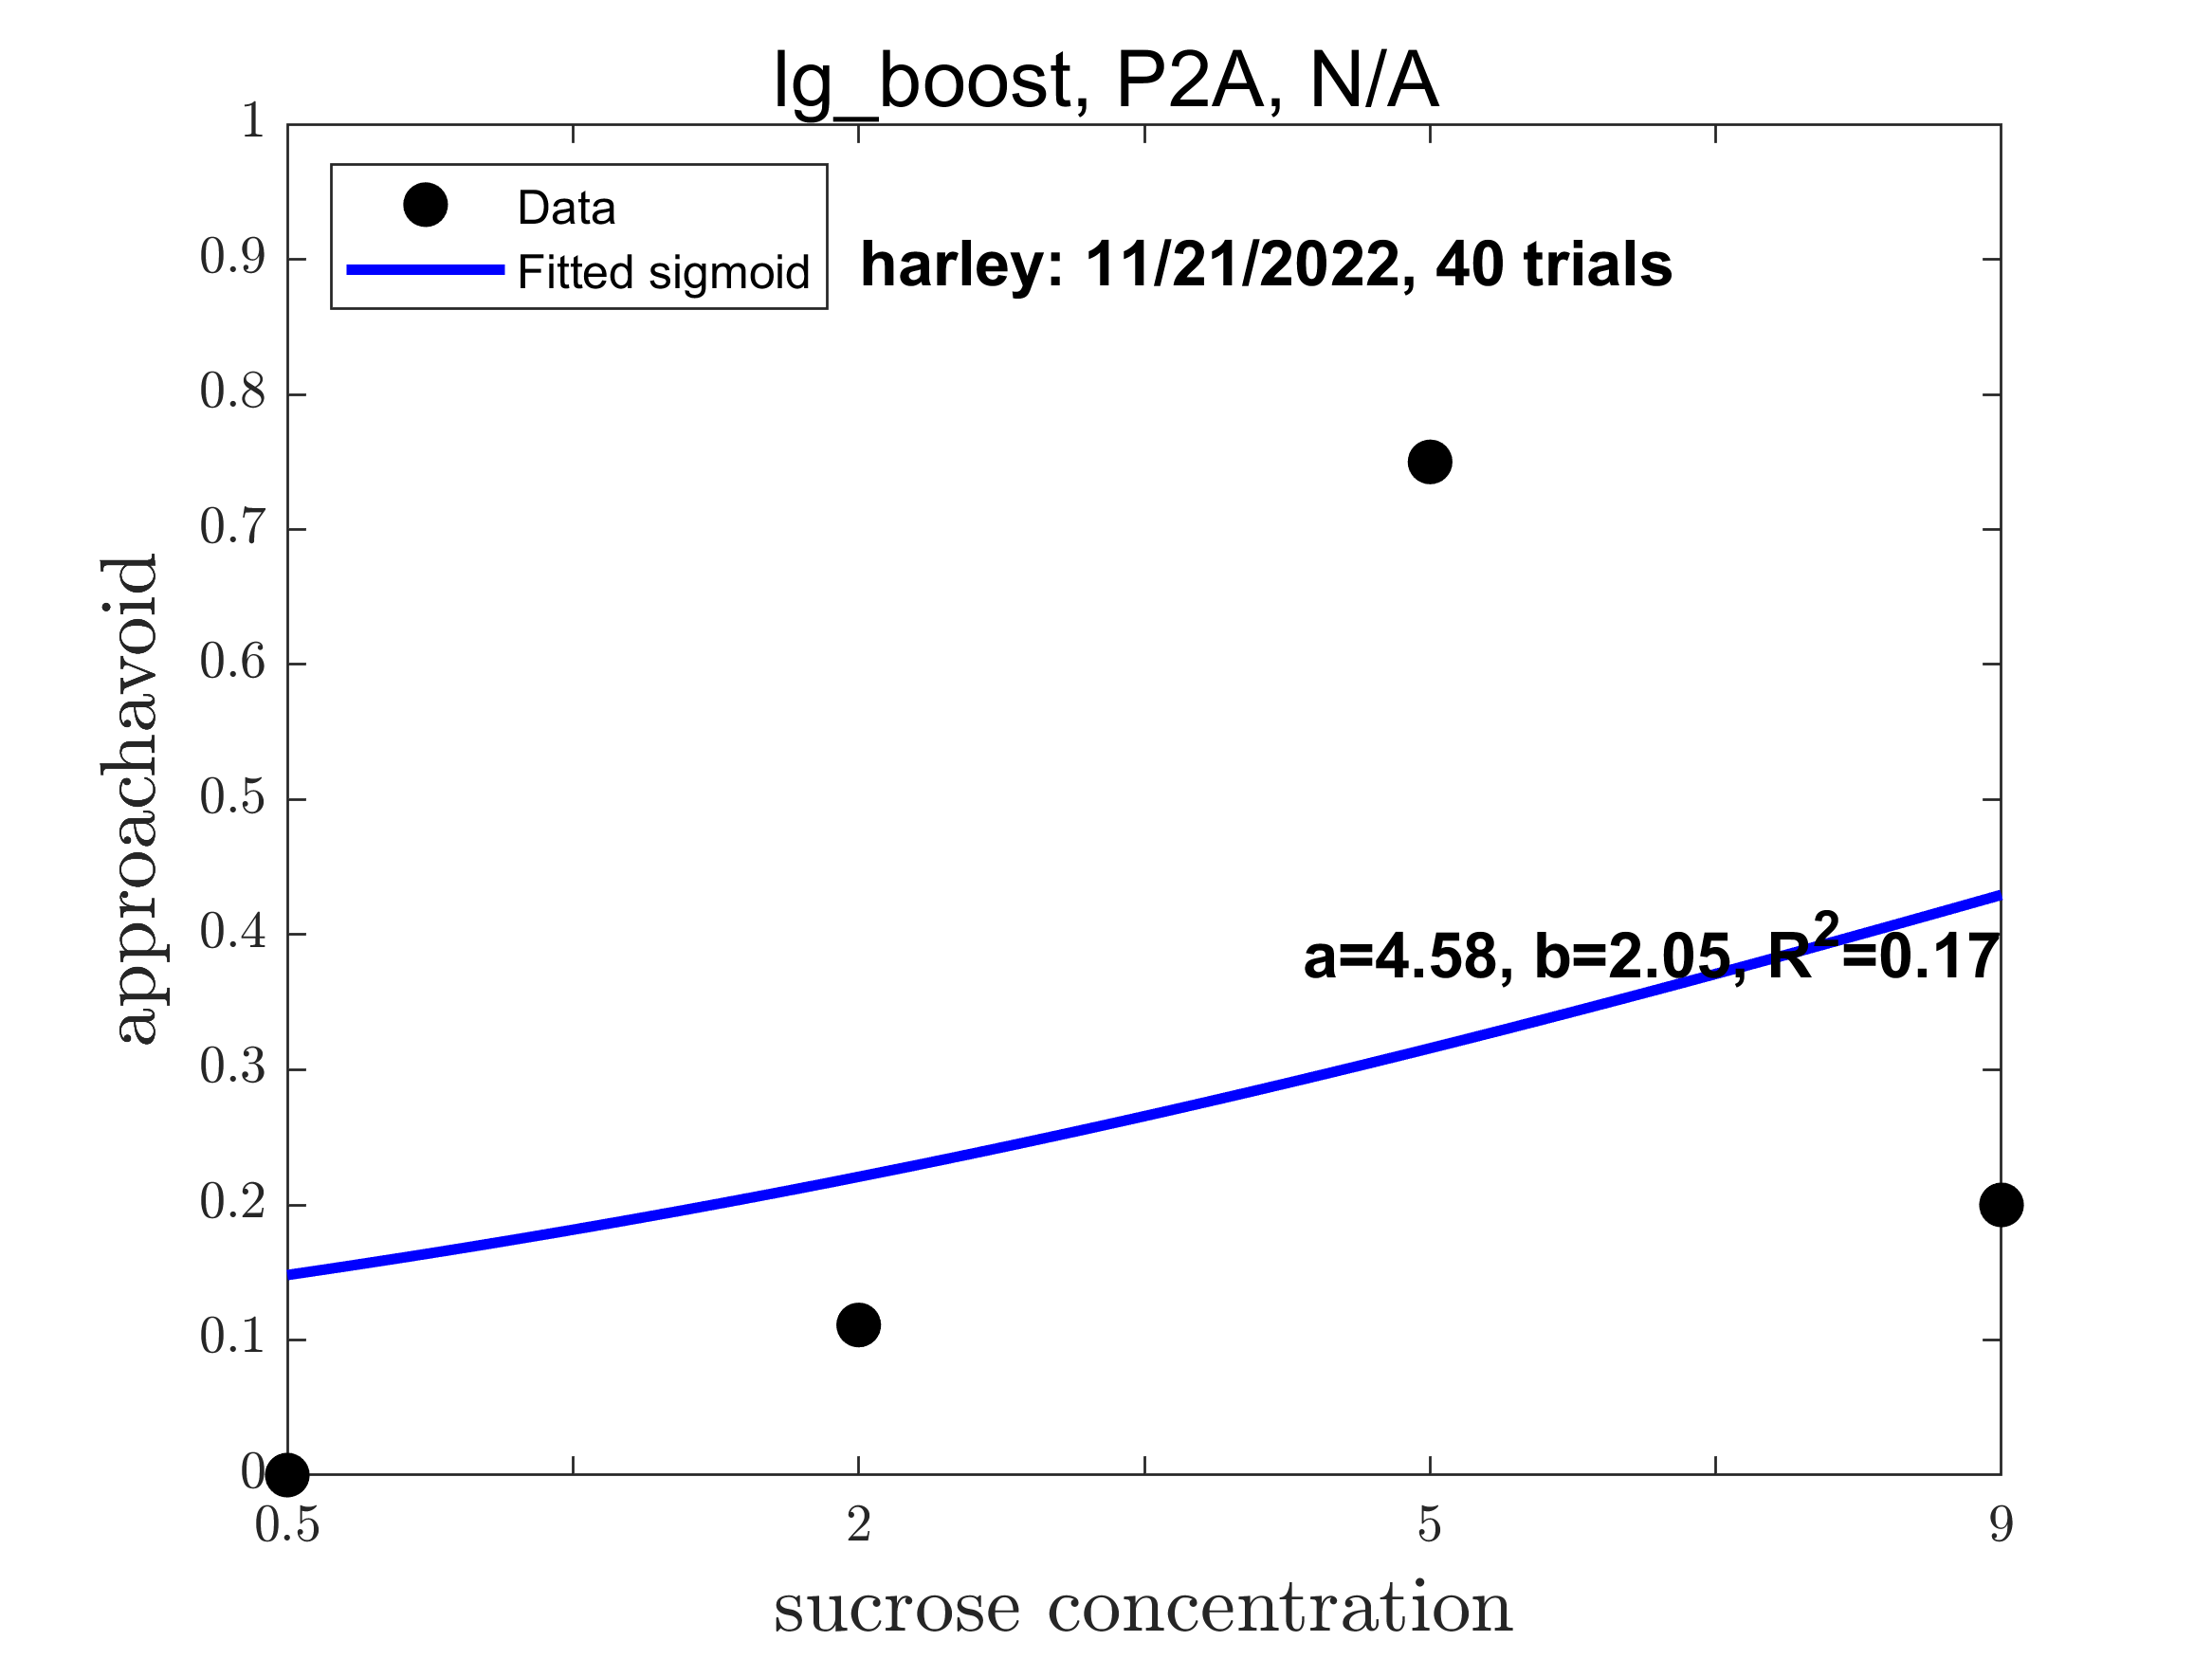 lg_boost, P2A, N/A
1
0.9
0.8
0.7
0.6
0.5
0.4
0.3
0.2
0.1
0
approachavoid
Data
Fitted sigmoid
harley: 11/21/2022, 40 trials
a=4.58, b=2.05, R²=0.17
0.5 2 5 9
sucrose concentration